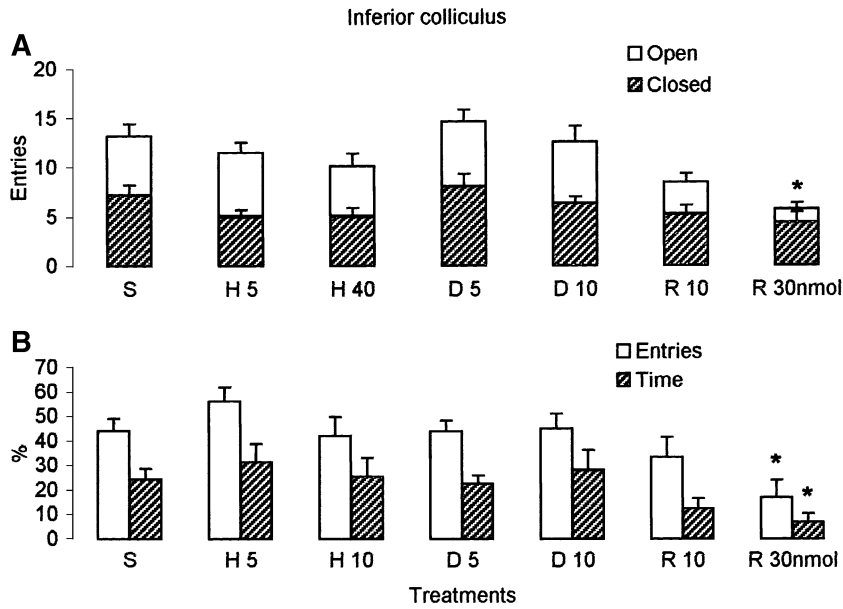 Inferior colliculus
A
Open
Closed
Entries
20
15
10
5
0
*
S H 5 H 40 D 5 D 10 R 10 R 30nmol
B
Entries
Time
%
70
60
50
40
30
20
10
0
* *
S H 5 H 10 D 5 D 10 R 10 R 30nmol
Treatments